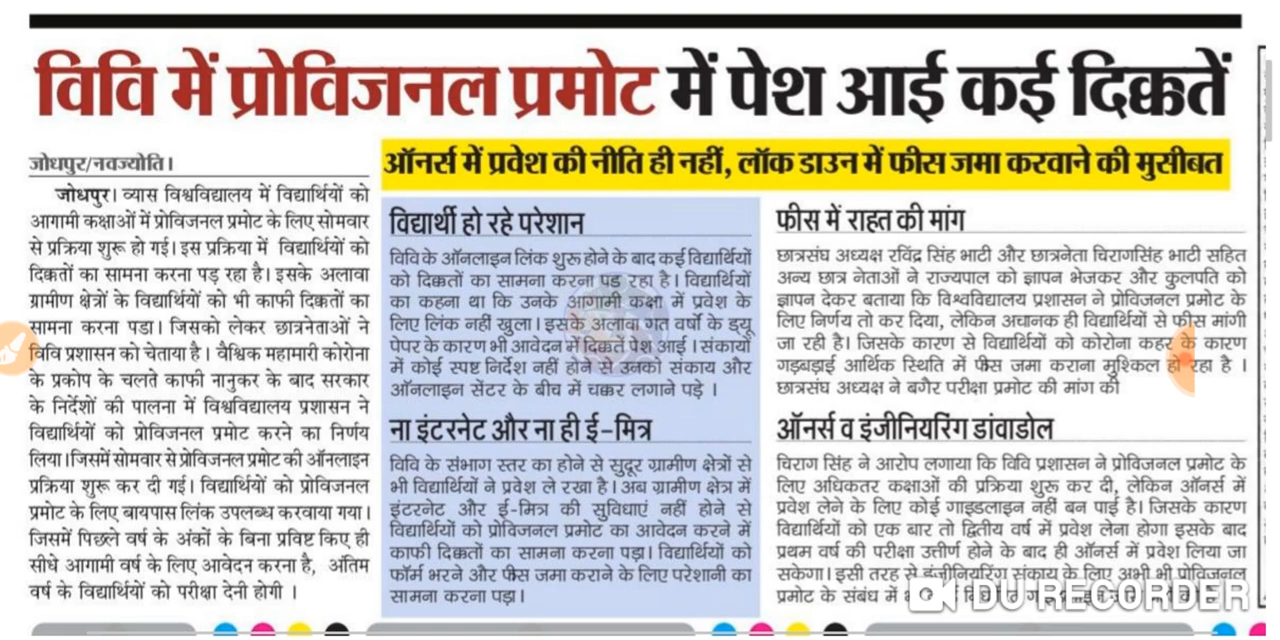 विवि में प्रोविजनल प्रमोट में पेश आई कई दिक्कतें
ऑनर्स में प्रवेश की नीति ही नहीं, लॉक डाउन में फीस जमा करवाने की मुसीबत
जोधपुर/नवज्योति।
जोधपुर। व्यास विश्वविद्यालय में विद्यार्थियों को
आगामी कक्षाओं में प्रोविजनल प्रमोट के लिए सोमवार
से प्रक्रिया शुरू हो गई। इस प्रक्रिया में विद्यार्थियों को
दिक्कतों का सामना करना पड़ रहा है। इसके अलावा
ग्रामीण क्षेत्रों के विद्यार्थियों को भी काफी दिक्कतों का
सामना करना पडा। जिसको लेकर छात्रनेताओं ने
विवि प्रशासन को चेताया है। वैश्विक महामारी कोरोना
के प्रकोप के चलते काफी नानुकर के बाद सरकार
के निर्देशों की पालना में विश्वविद्यालय प्रशासन ने
विद्यार्थियों को प्रोविजनल प्रमोट करने का निर्णय
लिया।जिसमें सोमवार से प्रोविजनल प्रमोट की ऑनलाइन
प्रक्रिया शुरू कर दी गई। विद्यार्थियों को प्रोविजनल
प्रमोट के लिए बायपास लिंक उपलब्ध करवाया गया।
जिसमें पिछले वर्ष के अंकों के बिना प्रविष्ट किए ही
सीधे आगामी वर्ष के लिए आवेदन करना है, अंतिम
वर्ष के विद्यार्थियों को परीक्षा देनी होगी ।
विद्यार्थी हो रहे परेशान
विवि के ऑनलाइन लिंक शुरू होने के बाद कई विद्यार्थियों
को दिक्कतों का सामना करना पड रहा है। विद्यार्थियों
का कहना था कि उनके आगामी कक्षा में प्रवेश के
लिए लिंक नहीं खुला। इसके अलावा गत वर्षो के ड्यू
पेपर के कारण भी आवेदन में दिक्कतें पेश आई । संकायों
में कोई स्पष्ट निर्देश नहीं होने से उनको संकाय और
ऑनलाइन सेंटर के बीच में चक्कर लगाने पड़े ।
ना इंटरनेट और ना ही ई-मित्र
विवि के संभाग स्तर का होने से सुदूर ग्रामीण क्षेत्रों से
भी विद्यार्थियों ने प्रवेश ले रखा है। अब ग्रामीण क्षेत्र में
इंटरनेट और ई-मित्र की सुविधाएं नहीं होने से
विद्यार्थियों को प्रोविजनल प्रमोट का आवेदन करने में
काफी दिक्कतों का सामना करना पड़ा। विद्यार्थियों को
फॉर्म भरने और फीस जमा कराने के लिए परेशानी का
सामना करना पड़ा।
फीस में राहत की मांग
छात्रसंघ अध्यक्ष रविंद्र सिंह भाटी और छात्रनेता चिरागसिंह भाटी सहित
अन्य छात्र नेताओं ने राज्यपाल को ज्ञापन भेजकर और कुलपति को
ज्ञापन देकर बताया कि विश्वविद्यालय प्रशासन ने प्रोविजनल प्रमोट के
लिए निर्णय तो कर दिया, लेकिन अचानक ही विद्यार्थियों से फीस मांगी
जा रही है। जिसके कारण से विद्यार्थियों को कोरोना कहर के कारण
गड़बड़ाई आर्थिक स्थिति में फीस जमा कराना मुश्किल हो रहा है ।
छात्रसंघ अध्यक्ष ने बगैर परीक्षा प्रमोट की मांग की
ऑनर्स व इंजीनियरिंग डांवाडोल
चिराग सिंह ने आरोप लगाया कि विवि प्रशासन ने प्रोविजनल प्रमोट के
लिए अधिकतर कक्षाओं की प्रक्रिया शुरू कर दी, लेकिन ऑनर्स में
प्रवेश लेने के लिए कोई गाइडलाइन नहीं बन पाई है। जिसके कारण
विद्यार्थियों को एक बार तो द्वितीय वर्ष में प्रवेश लेना होगा इसके बाद
प्रथम वर्ष की परीक्षा उत्तीर्ण होने के बाद ही ऑनर्स में प्रवेश लिया जा
सकेगा। इसी तरह से इंजीनियरिंग संकाय के लिए अभी भी प्रोविजनल
प्रमोट के संबंध में
DU RECORDER